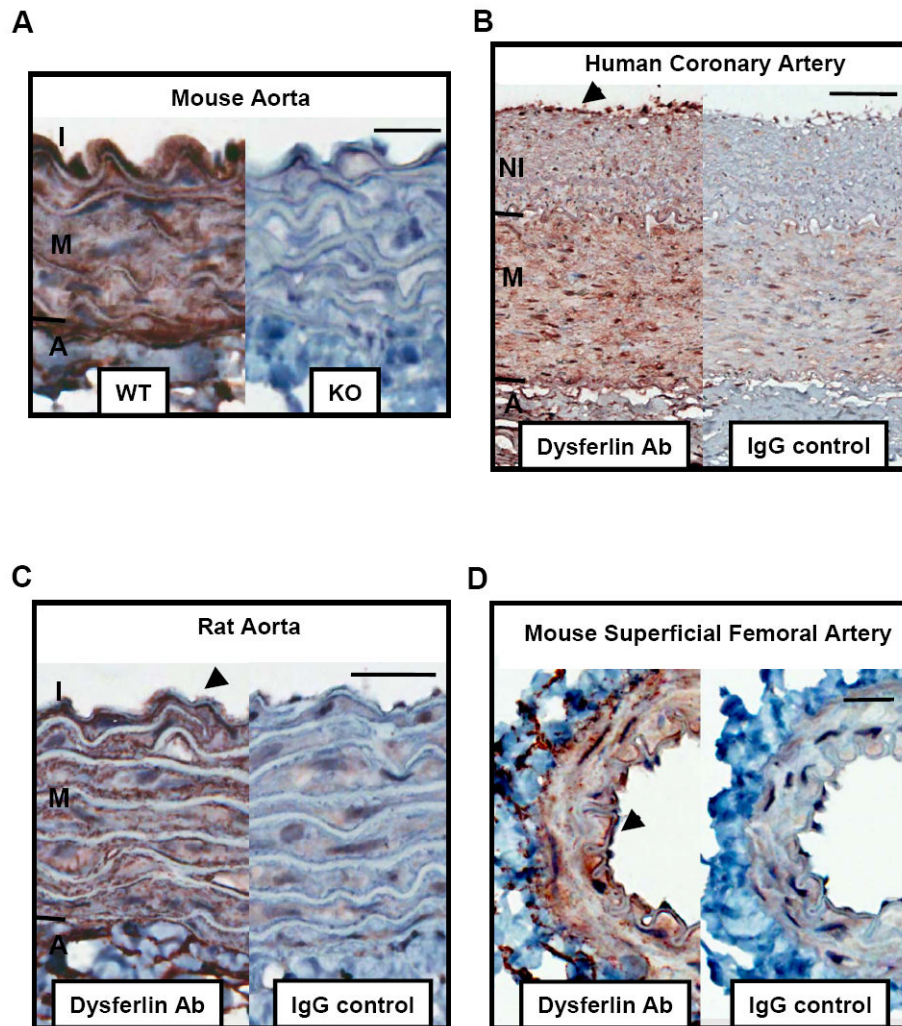 A
Mouse Aorta
I
M
A
WT
KO
B
Human Coronary Artery
NI
M
A
Dysferlin Ab
IgG control
C
Rat Aorta
I
M
A
Dysferlin Ab
IgG control
D
Mouse Superficial Femoral Artery
Dysferlin Ab
IgG control